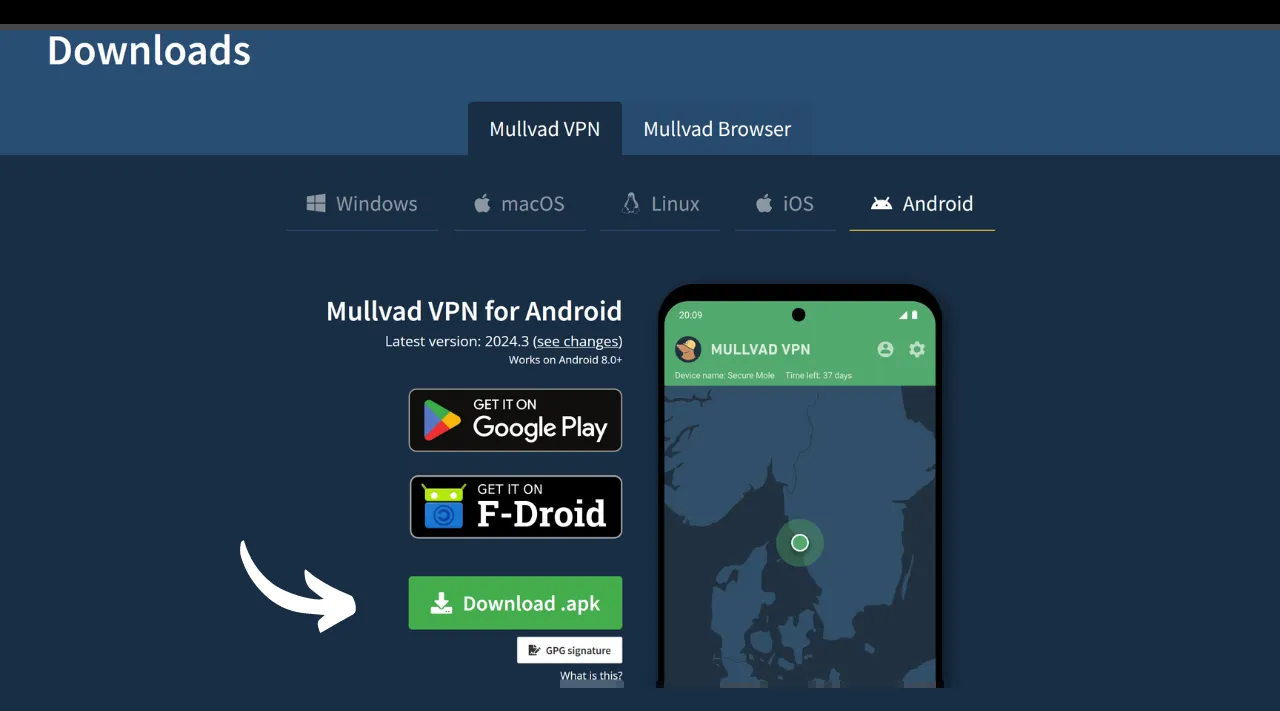 Downloads
Mullvad VPN
Mullvad Browser
Windows
macOS
Linux
iOS
Android
Mullvad VPN for Android
Latest version: 2024.3 (see changes)
Works on Android 8.0+
GET IT ON
Google Play
GET IT ON
F-Droid
Download .apk
GPG signature
What is this?
20:09
MULLVAD VPN
Device name: Secure Mole Time left: 37 days